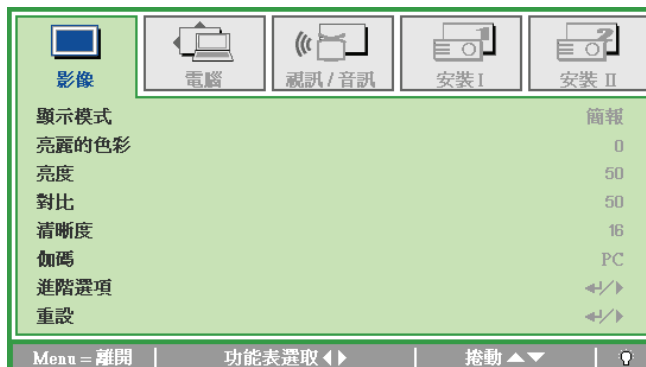 影像
電腦
視訊 / 音訊
安裝 I
安裝 II
顯示模式 簡報
亮麗的色彩 0
亮度 50
對比 50
清晰度 16
伽碼 PC
進階選項
重設
Menu = 離開 功能表選取 捲動